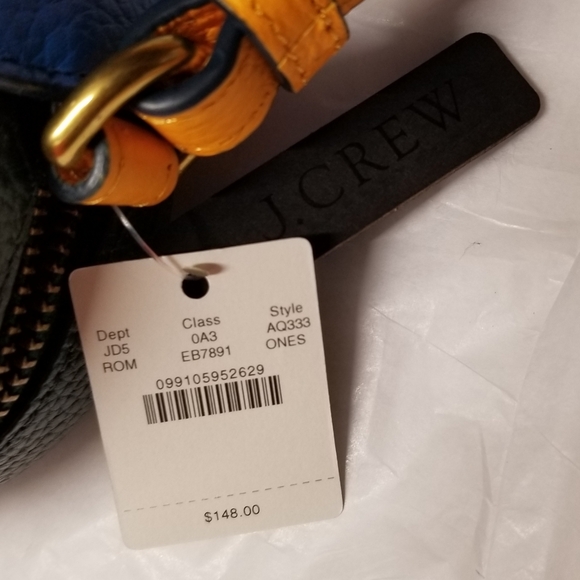 J.CREW
Dept Class Style
JD5 0A3 AQ333
ROM EB7891 ONES
099105952629
$148.00